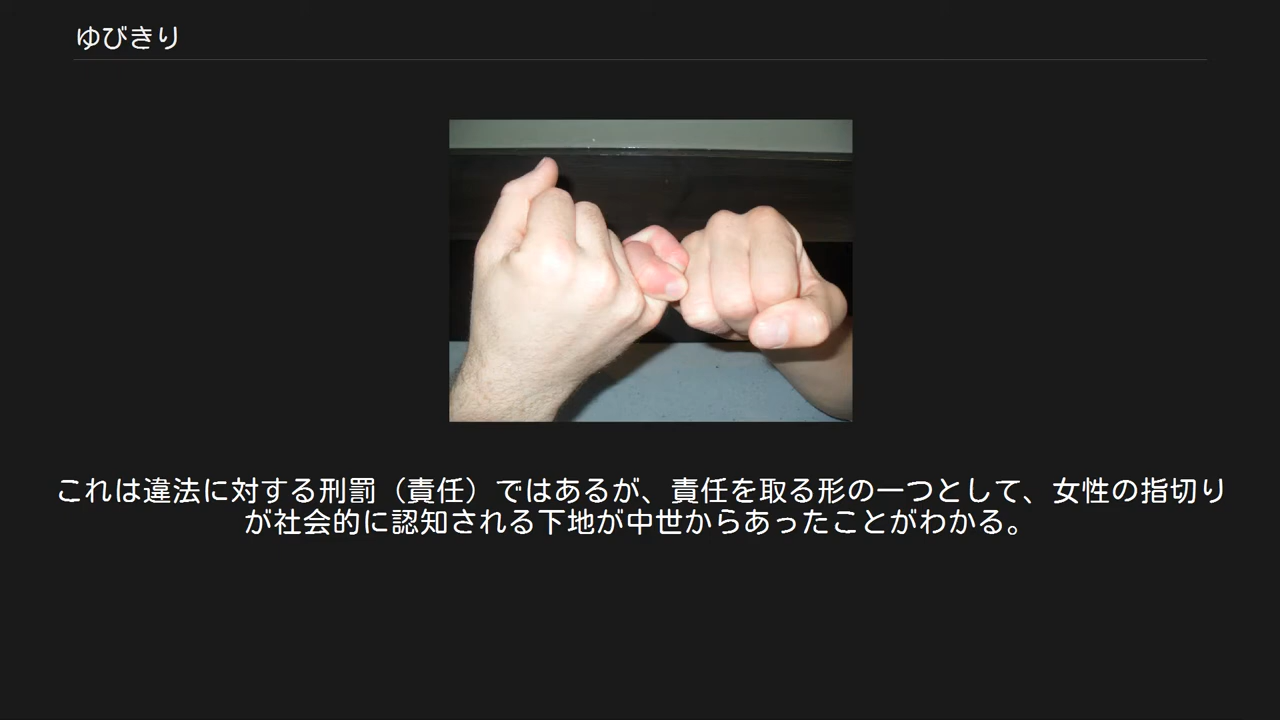 ゆびきり
これは違法に対する刑罰（責任）ではあるが、責任を取る形の一つとして、女性の指切り
が社会的に認知される下地が中世からあったことがわかる。